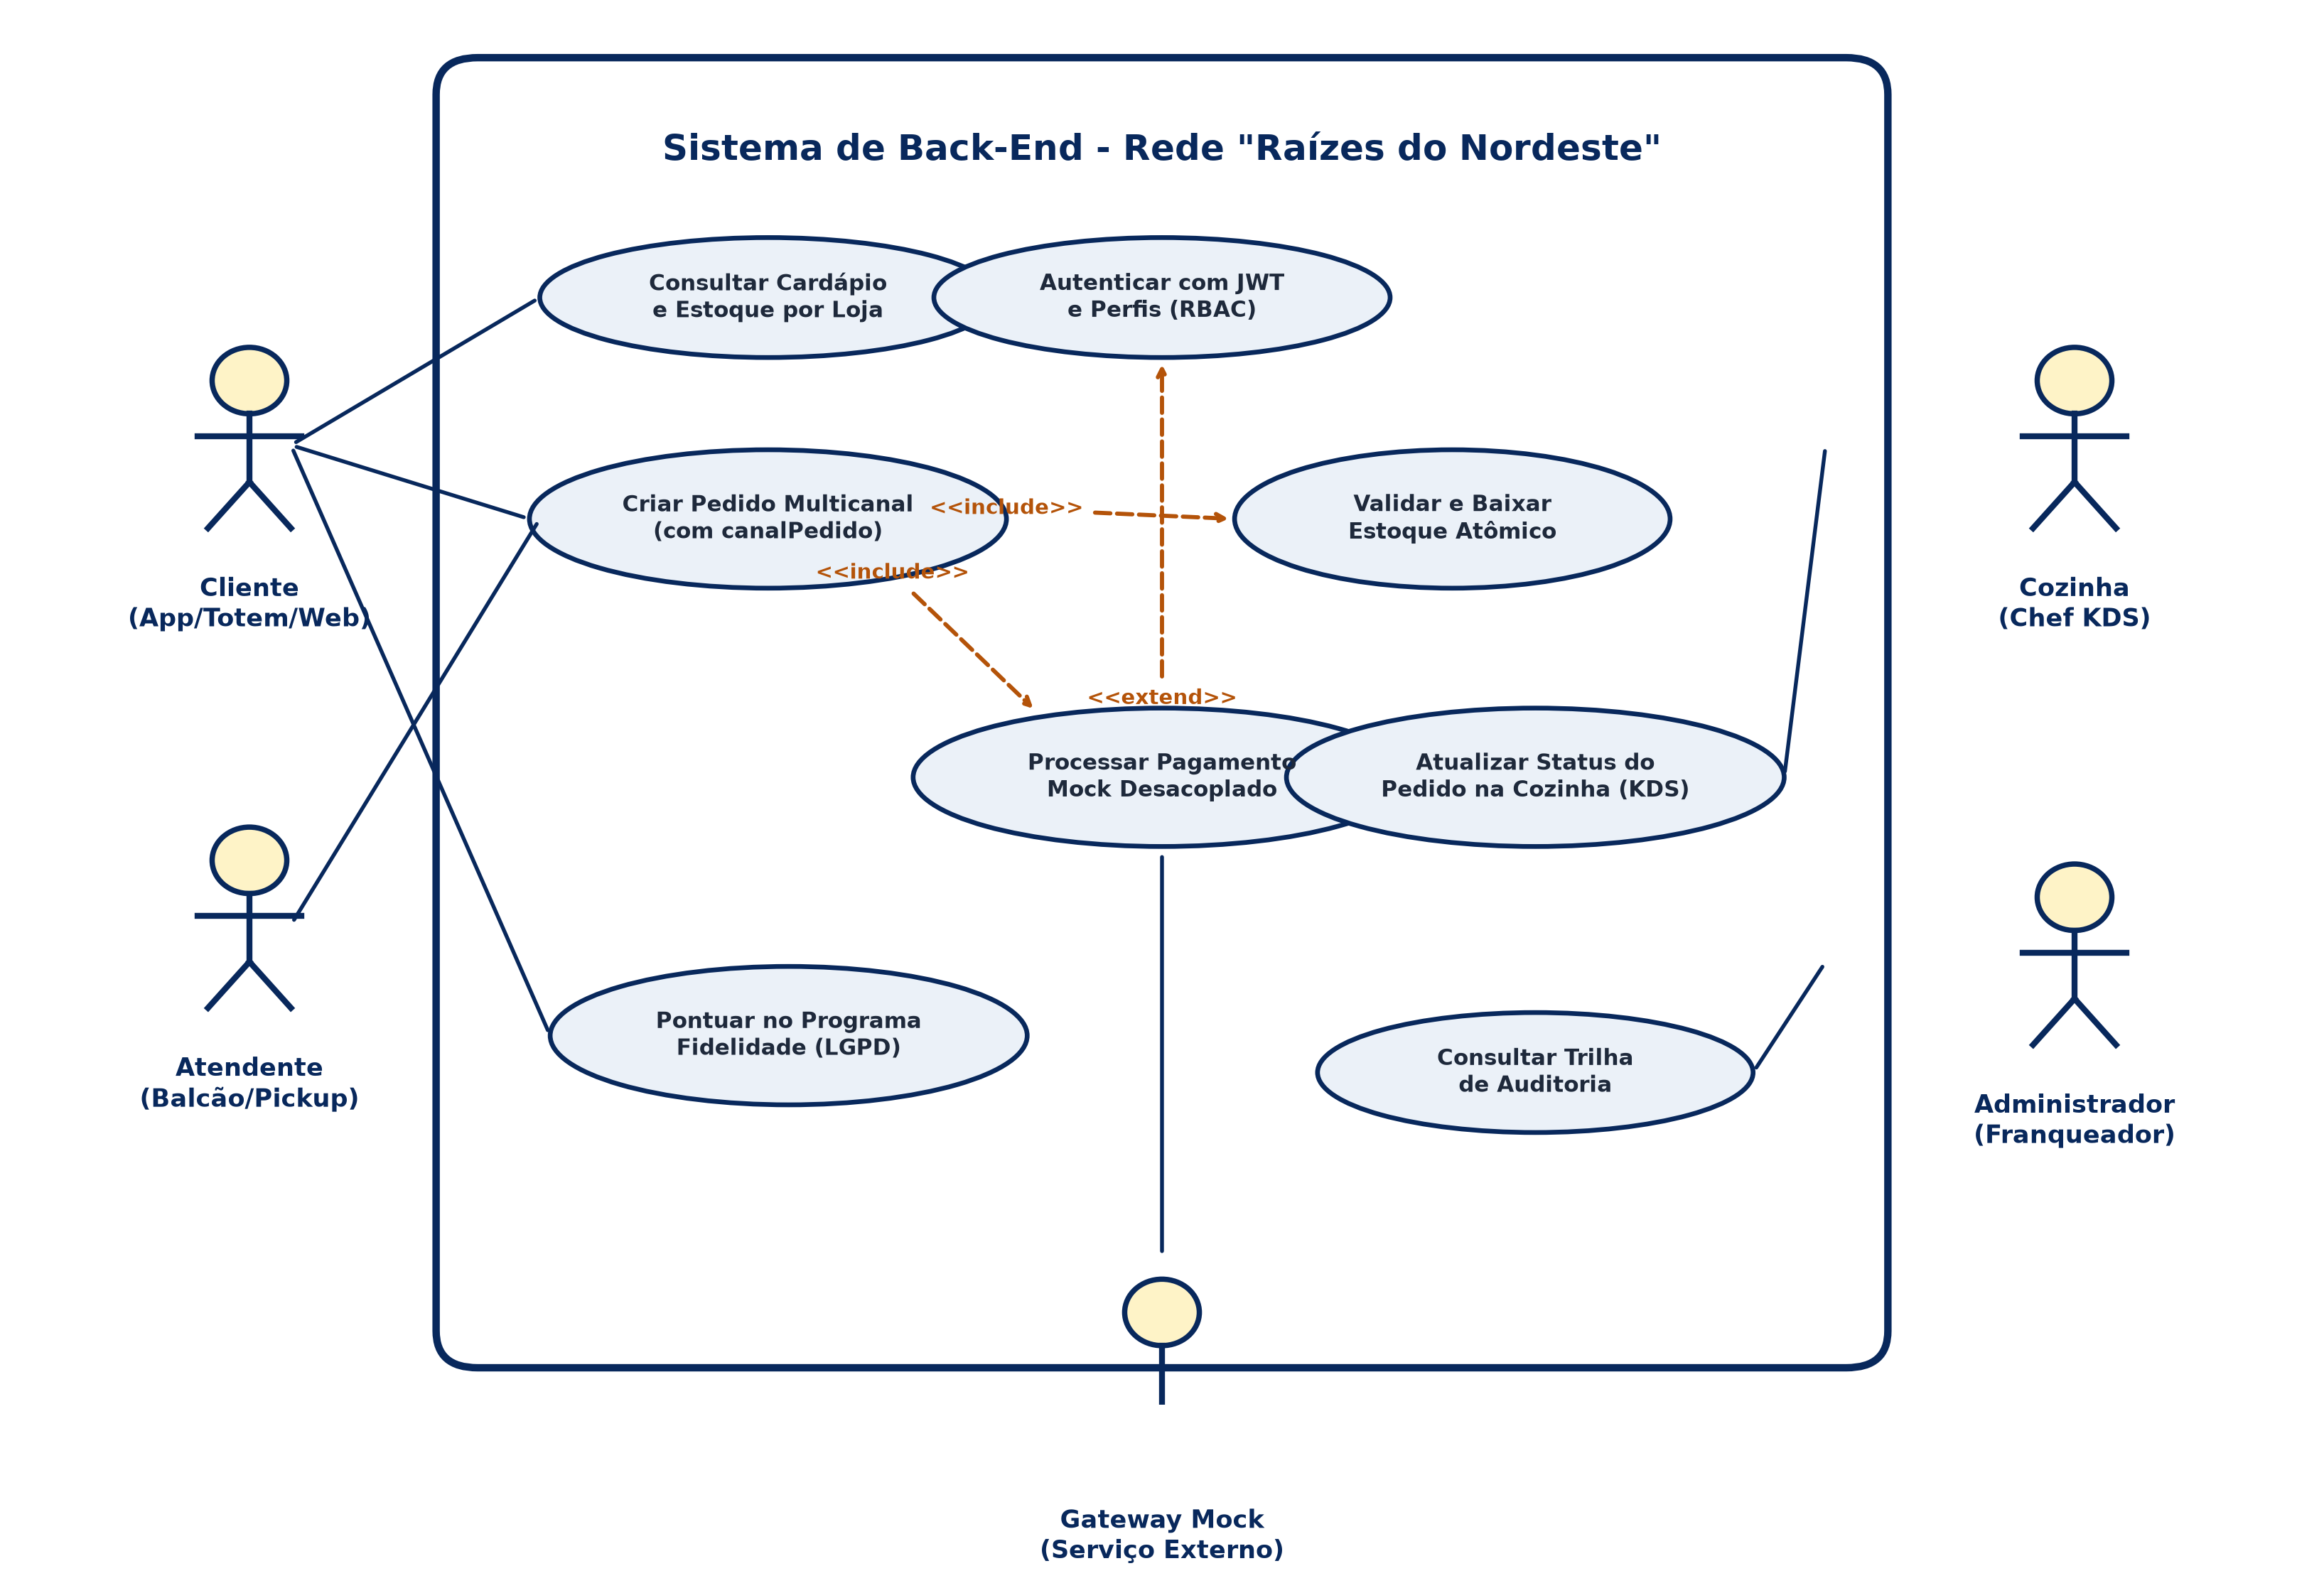 Sistema de Back-End - Rede "Raízes do Nordeste"
Consultar Cardápio
e Estoque por Loja
Autenticar com JWT
e Perfis (RBAC)
Criar Pedido Multicanal
(com canalPedido)
<<include>>
Validar e Baixar
Estoque Atômico
<<include>>
Cliente
(App/Totem/Web)
Cozinha
(Chef KDS)
<<extend>>
Processar Pagamento
Mock Desacoplado
Atualizar Status do
Pedido na Cozinha (KDS)
Pontuar no Programa
Fidelidade (LGPD)
Consultar Trilha
de Auditoria
Atendente
(Balcão/Pickup)
Administrador
(Franqueador)
Gateway Mock
(Serviço Externo)